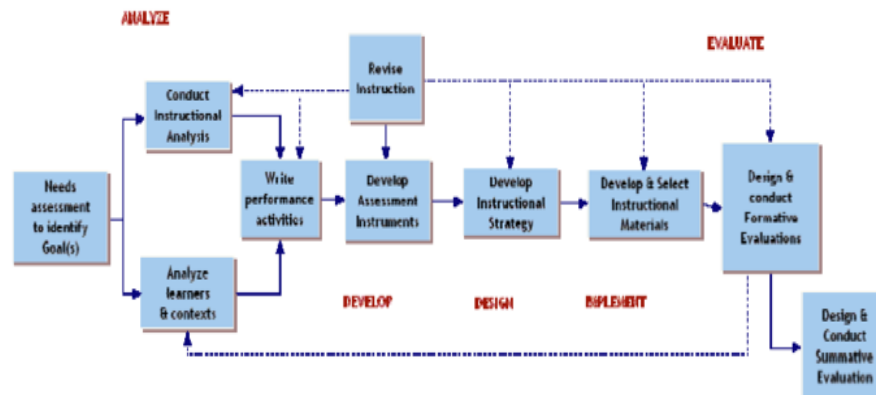 ANALYZE
EVALUATE
Revise
Instruction
Conduct
Instructional
Analysis
Needs
assessment
to identify
Goal(s)
Write
performance
activities
Develop
Assessment
Instruments
Develop
Instructional
Strategy
Develop & Select
Instructional
Materials
Design &
conduct
Formative
Evaluations
Analyze
learners
& contexts
DEVELOP
DESIGN
IMPLEMENT
Design &
Conduct
Summative
Evaluation